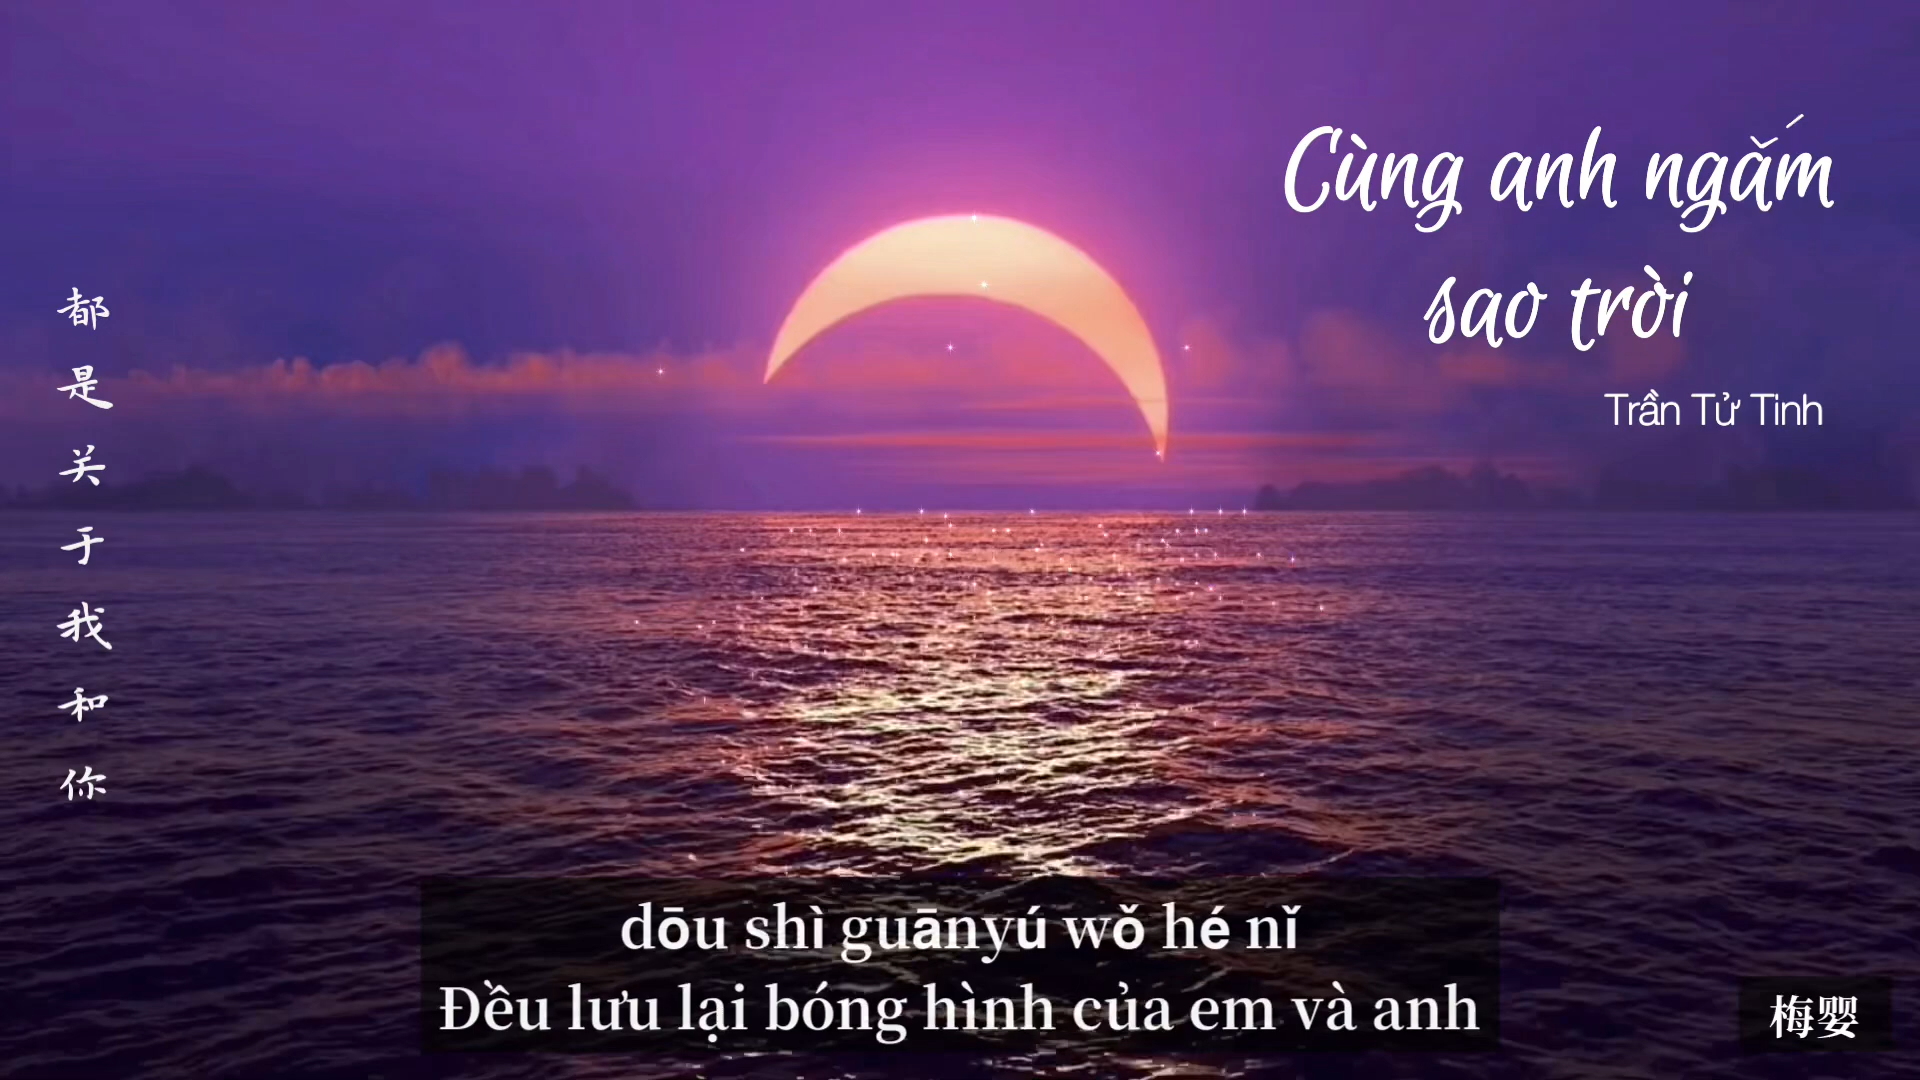 Cùng anh ngắm
sao trời
Trần Tử Tinh
都是关于我和你
dōu shì guānyú wǒ hé nǐ
Đều lưu lại bóng hình của em và anh
梅婴